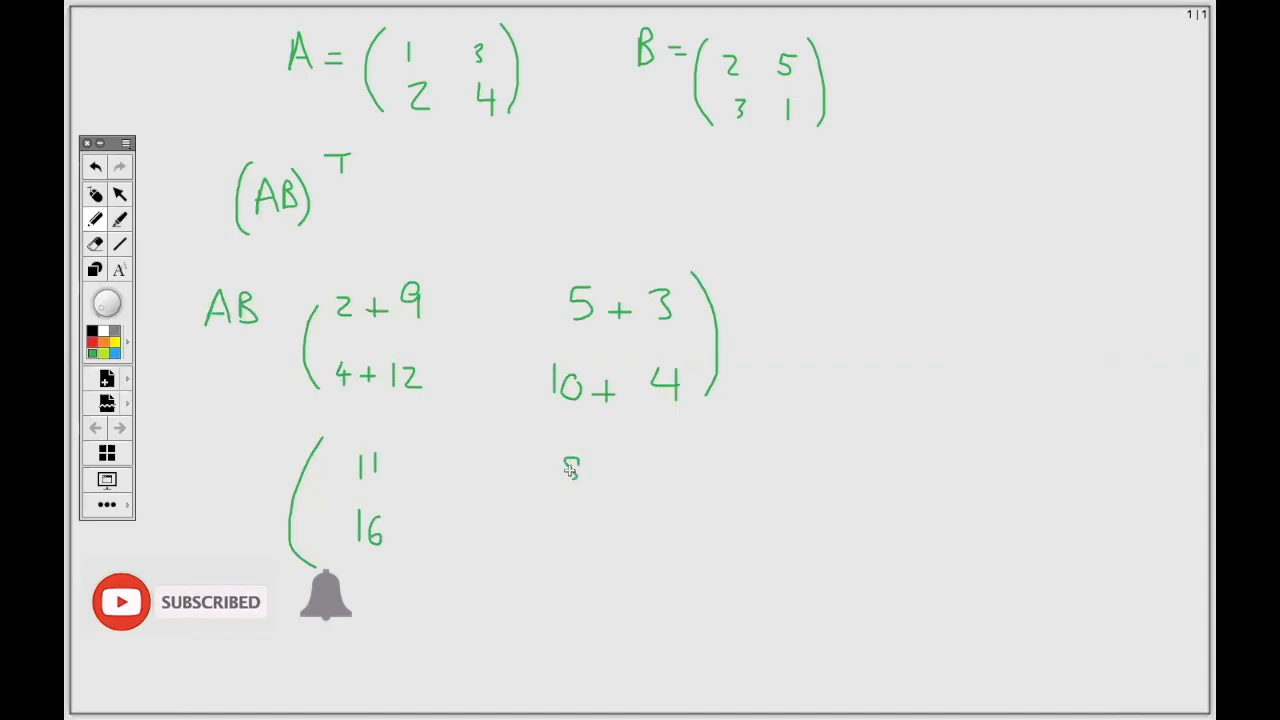 1|1
A = ( 1 3 2 4 ) B = ( 2 5 3 1 )
(AB)ᵀ
AB ( 2 + 9 5 + 3
4 + 12 10 + 4 )
( 11 8
16
SUBSCRIBED